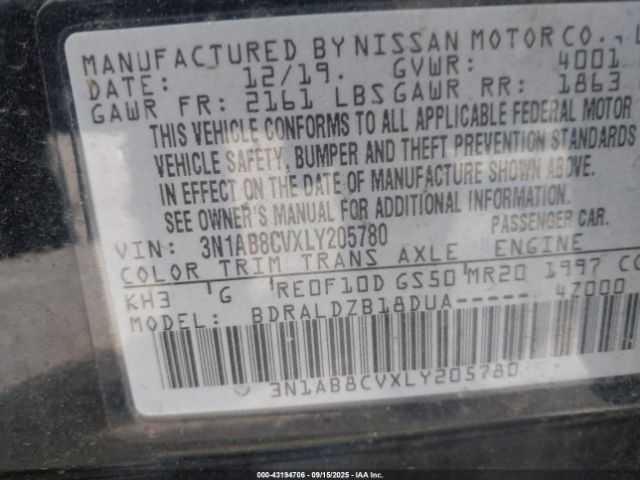 MANUFACTURED BY NISSAN MOTOR CO.,
DATE: 12/19. GVWR: 4001
GAWR FR: 2161 LBS GAWR RR: 1863
THIS VEHICLE CONFORMS TO ALL APPLICABLE FEDERAL MOTOR
VEHICLE SAFETY, BUMPER AND THEFT PREVENTION STANDARDS
IN EFFECT ON THE DATE OF MANUFACTURE SHOWN ABOVE.
SEE OWNER'S MANUAL FOR ADDITIONAL INFORMATION.
VIN: 3N1AB8CVXLY205780 PASSENGER CAR.
COLOR TRIM TRANS AXLE ENGINE
KH3 G RE0F10D GS50 MR20 1997 CC
MODEL: BDRALDZB18DUA----- 4Z000
3N1AB8CVXLY205780
000-43194706 - 09/15/2025 - IAA Inc.